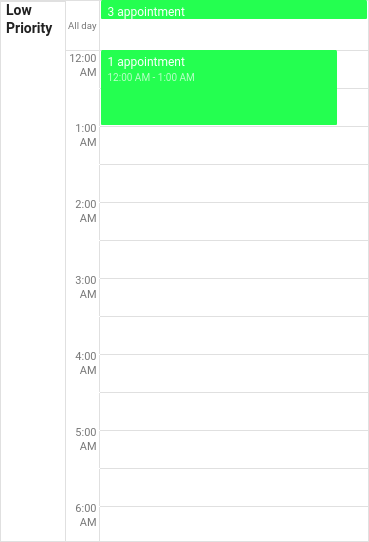 Low
Priority
3 appointment
All day
12:00
AM
1 appointment
12:00 AM - 1:00 AM
1:00
AM
2:00
AM
3:00
AM
4:00
AM
5:00
AM
6:00
AM